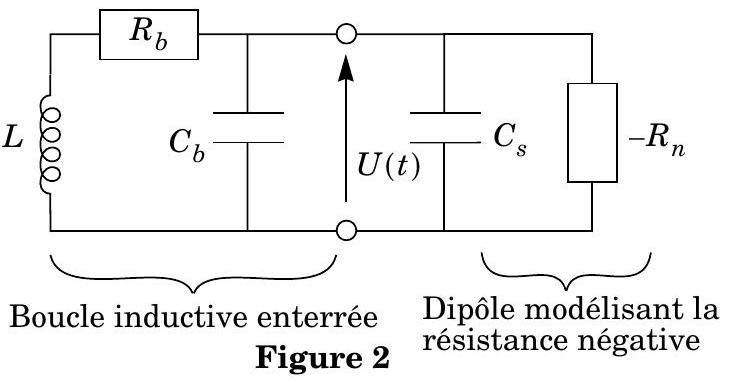 R_b
L
C_b
U(t)
C_s
–R_n
Boucle inductive enterrée
Dipôle modélisant la
résistance négative
Figure 2